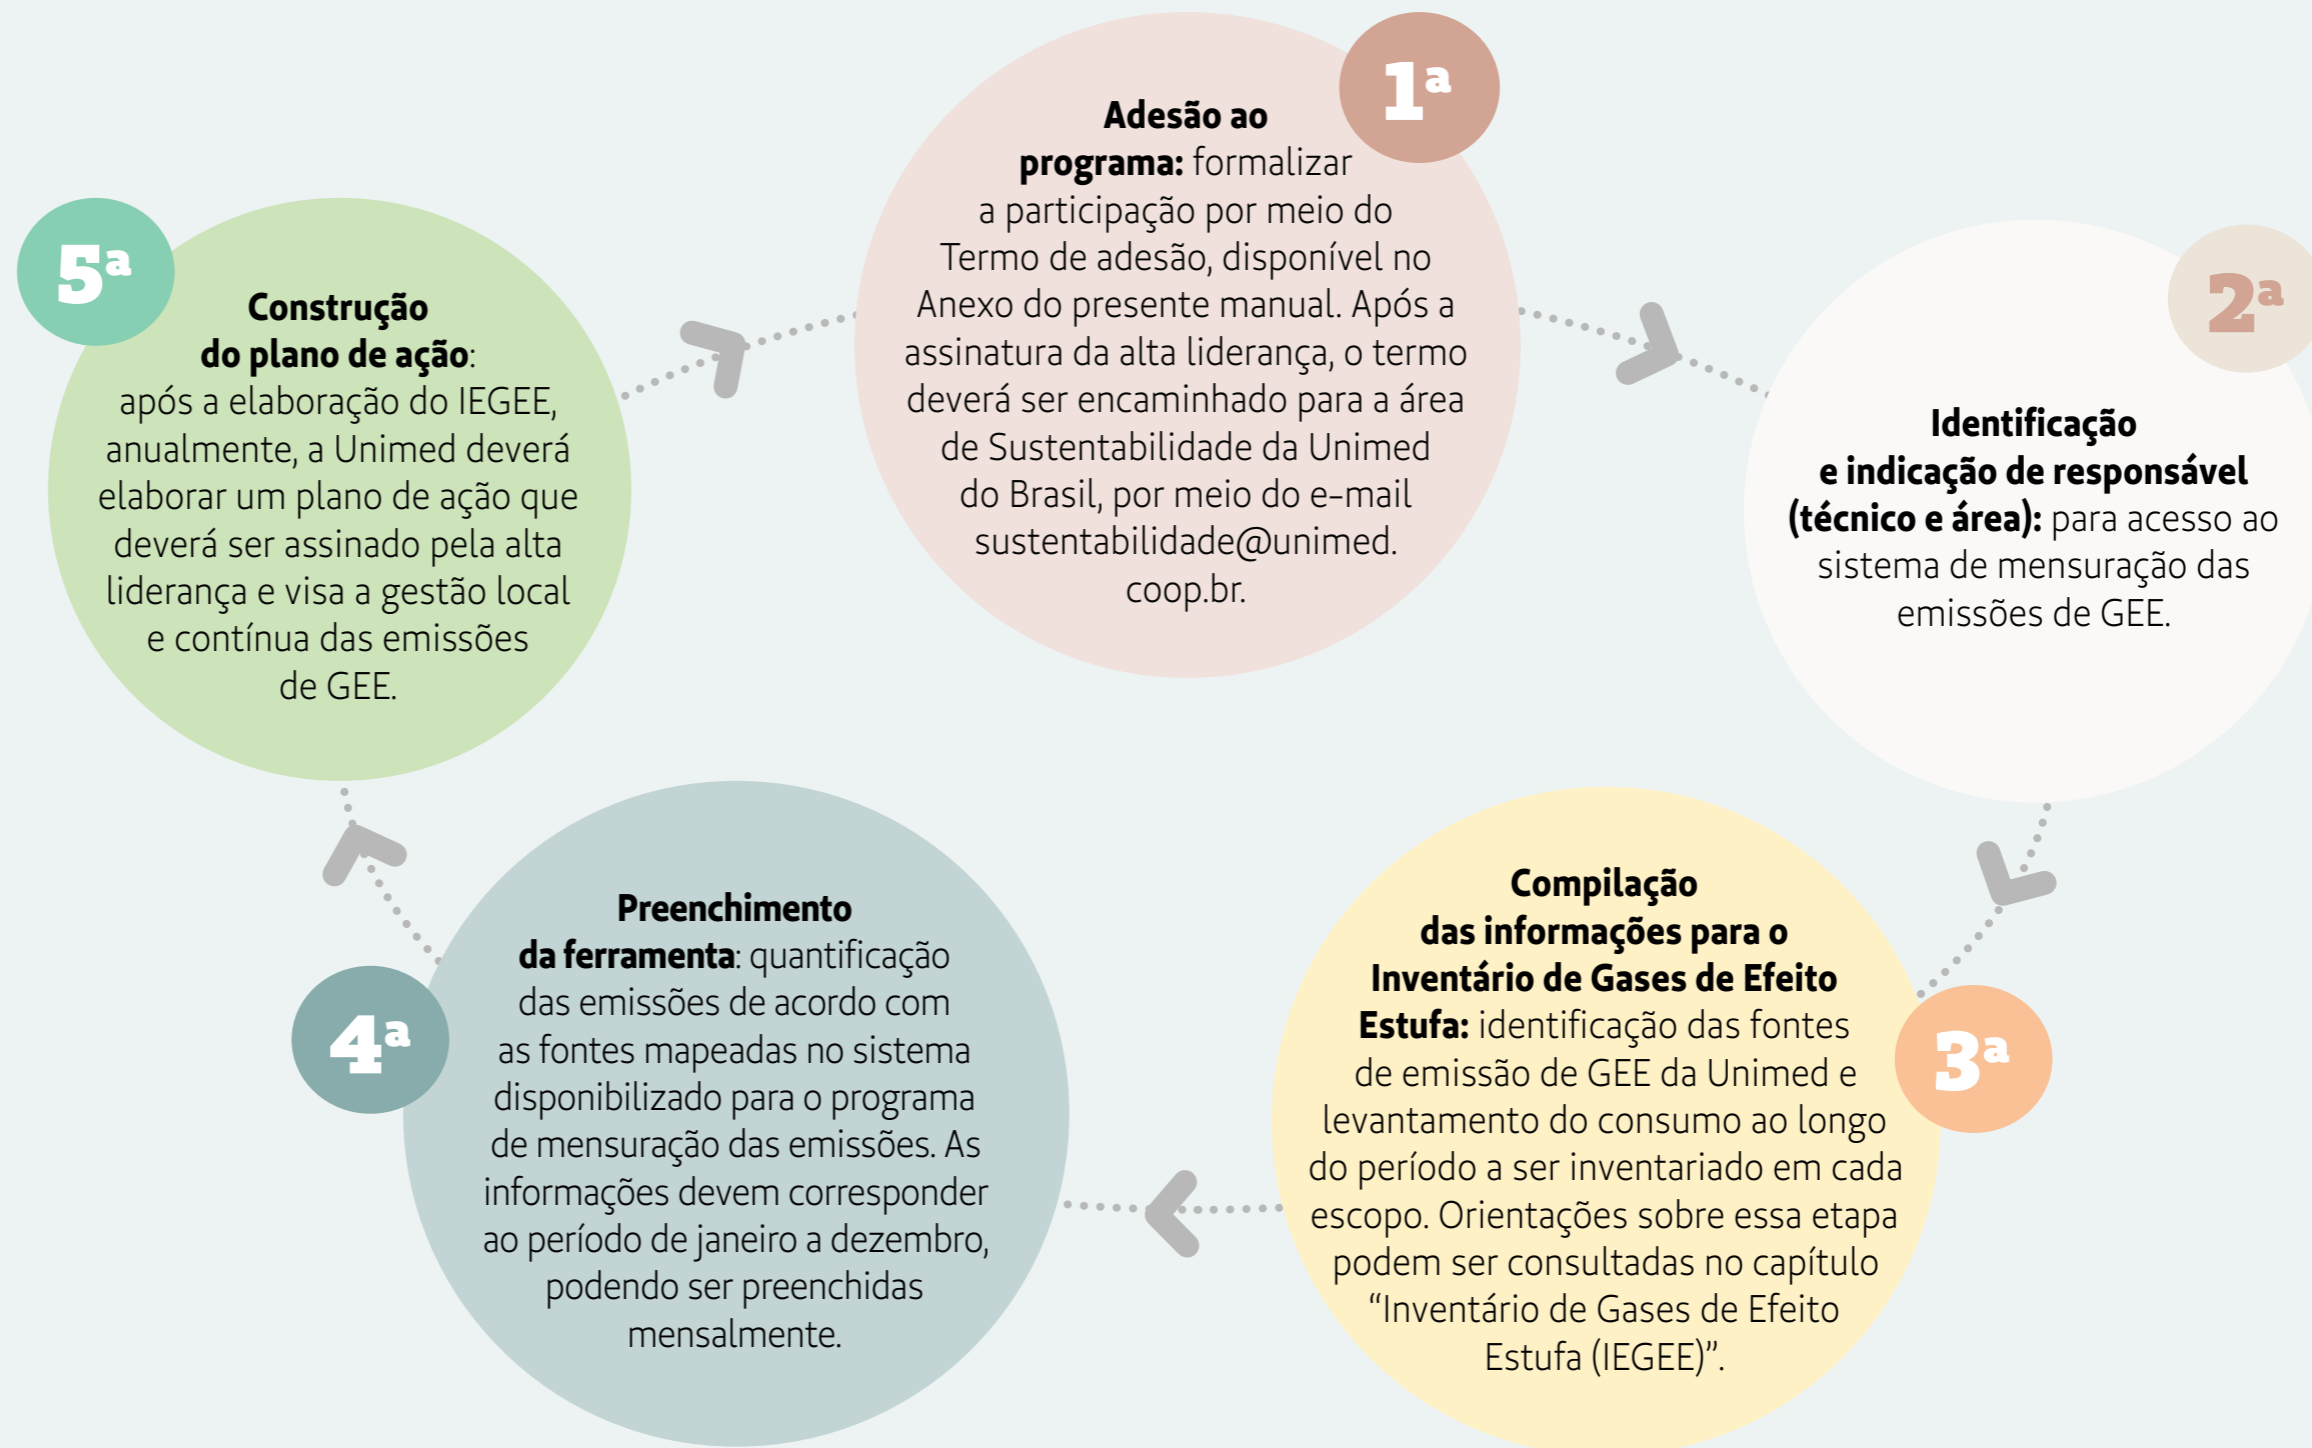 1ª
Adesão ao
programa: formalizar
a participação por meio do
Termo de adesão, disponível no
Anexo do presente manual. Após a
assinatura da alta liderança, o termo
deverá ser encaminhado para a área
de Sustentabilidade da Unimed
do Brasil, por meio do e-mail
sustentabilidade@unimed.
coop.br.
2ª
Identificação
e indicação de responsável
(técnico e área): para acesso ao
sistema de mensuração das
emissões de GEE.
3ª
Compilação
das informações para o
Inventário de Gases de Efeito
Estufa: identificação das fontes
de emissão de GEE da Unimed e
levantamento do consumo ao longo
do período a ser inventariado em cada
escopo. Orientações sobre essa etapa
podem ser consultadas no capítulo
“Inventário de Gases de Efeito
Estufa (IEGEE)”.
4ª
Preenchimento
da ferramenta: quantificação
das emissões de acordo com
as fontes mapeadas no sistema
disponibilizado para o programa
de mensuração das emissões. As
informações devem corresponder
ao período de janeiro a dezembro,
podendo ser preenchidas
mensalmente.
5ª
Construção
do plano de ação:
após a elaboração do IEGEE,
anualmente, a Unimed deverá
elaborar um plano de ação que
deverá ser assinado pela alta
liderança e visa a gestão local
e contínua das emissões
de GEE.